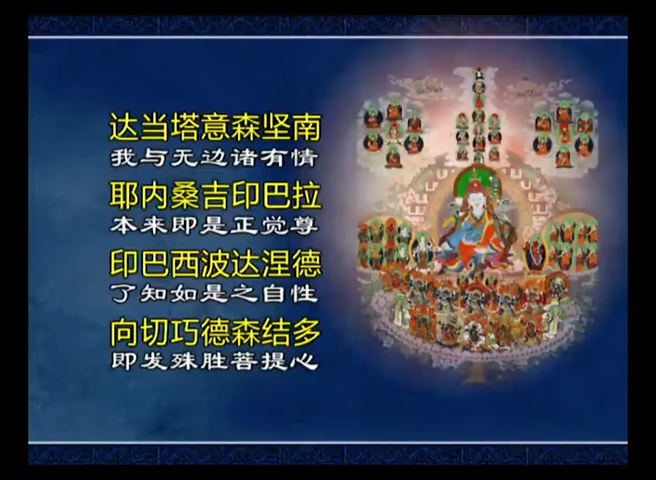 达当塔意森坚南
我与无边诸有情
耶内桑吉印巴拉
本来即是正觉尊
印巴西波达涅德
了知如是之自性
向切巧德森结多
即发殊胜菩提心